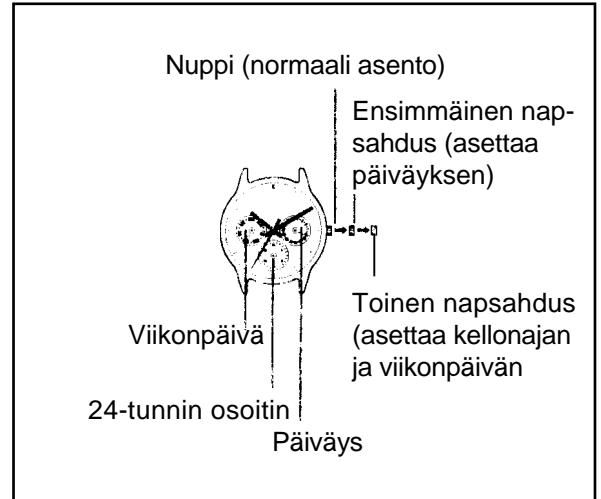 Nuppi (normaali asento)
Ensimmäinen nap-
sahdus (asettaa
päiväyksen)
Toinen napsahdus
(asettaa kellonajan
ja viikonpäivän
Viikonpäivä
24-tunnin osoitin
Päiväys